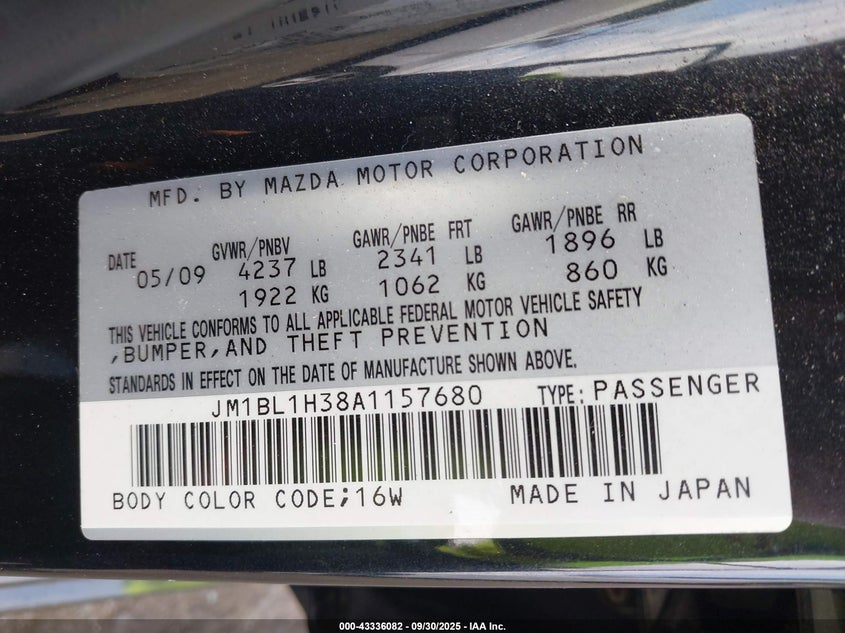 MFD. BY MAZDA MOTOR CORPORATION
DATE GVWR/PNBV GAWR/PNBE FRT GAWR/PNBE RR
05/09 4237 LB 2341 LB 1896 LB
1922 KG 1062 KG 860 KG
THIS VEHICLE CONFORMS TO ALL APPLICABLE FEDERAL MOTOR VEHICLE SAFETY
,BUMPER,AND THEFT PREVENTION
STANDARDS IN EFFECT ON THE DATE OF MANUFACTURE SHOWN ABOVE.
JM1BL1H38A1157680 TYPE: PASSENGER
BODY COLOR CODE;16W MADE IN JAPAN
000-43336082 - 09/30/2025 - IAA Inc.